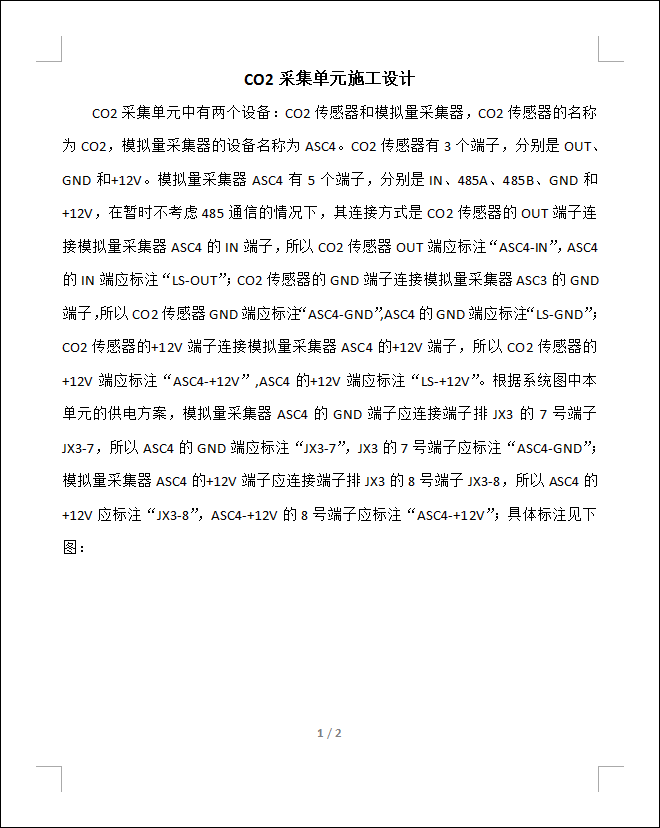 CO2 采集单元施工设计
CO2 采集单元中有两个设备：CO2 传感器和模拟量采集器，CO2 传感器的名称
为 CO2，模拟量采集器的设备名称为 ASC4。CO2 传感器有 3 个端子，分别是 OUT、
GND 和+12V。模拟量采集器 ASC4 有 5 个端子，分别是 IN、485A、485B、GND 和
+12V，在暂时不考虑 485 通信的情况下，其连接方式是 CO2 传感器的 OUT 端子连
接模拟量采集器 ASC4 的 IN 端子，所以 CO2 传感器 OUT 端应标注“ASC4-IN”，ASC4
的 IN 端应标注“LS-OUT”；CO2 传感器的 GND 端子连接模拟量采集器 ASC3 的 GND
端子，所以 CO2 传感器 GND 端应标注“ASC4-GND”,ASC4 的 GND 端应标注“LS-GND”；
CO2 传感器的+12V 端子连接模拟量采集器 ASC4 的+12V 端子，所以 CO2 传感器的
+12V 端应标注“ASC4-+12V”,ASC4 的+12V 端应标注“LS-+12V”。根据系统图中本
单元的供电方案，模拟量采集器 ASC4 的 GND 端子应连接端子排 JX3 的 7 号端子
JX3-7，所以 ASC4 的 GND 端应标注“JX3-7”，JX3 的 7 号端子应标注“ASC4-GND”；
模拟量采集器 ASC4 的+12V 端子应连接端子排 JX3 的 8 号端子 JX3-8，所以 ASC4 的
+12V 应标注“JX3-8”，ASC4-+12V 的 8 号端子应标注“ASC4-+12V”；具体标注见下
图：
1 / 2